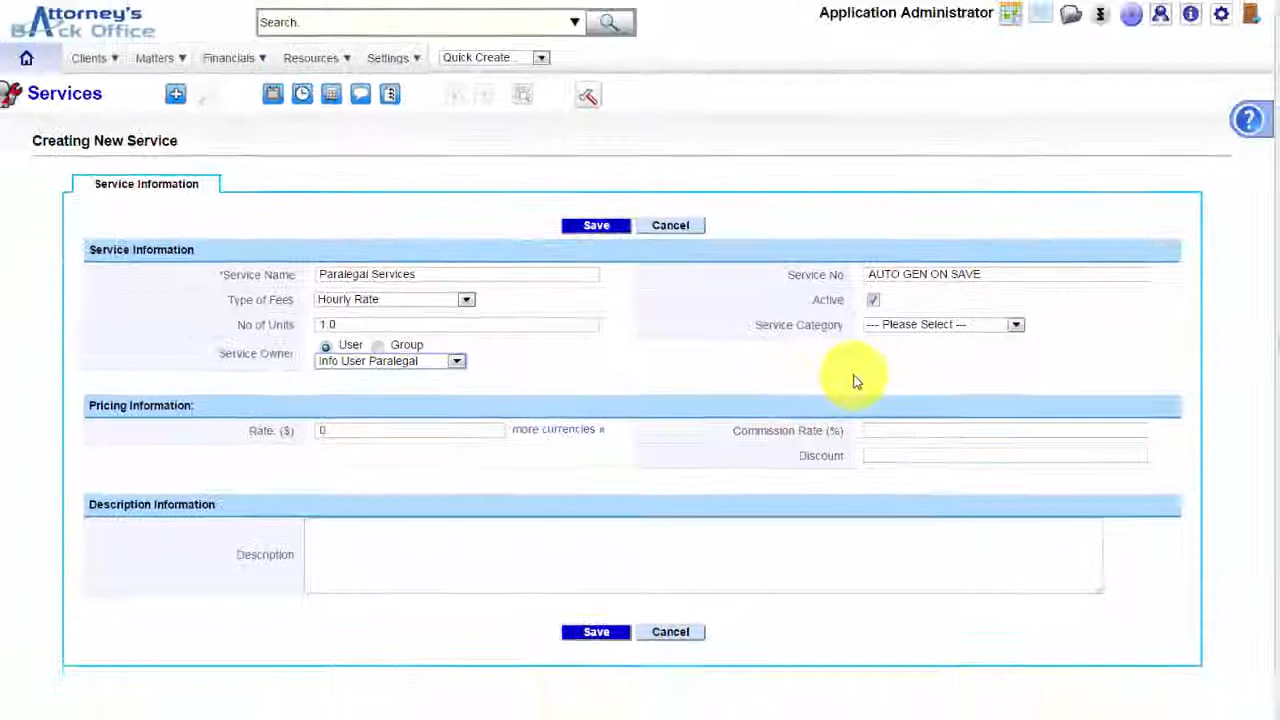 Attorney's
Back Office
Search.
Application Administrator
Clients
Matters
Financials
Resources
Settings
Quick Create...
Services
Creating New Service
Service Information
Save
Cancel
Service Information
*Service Name
Paralegal Services
Service No
AUTO GEN ON SAVE
Type of Fees
Hourly Rate
Active
No of Units
1.0
Service Category
--- Please Select ---
Service Owner
User
Group
Info User Paralegal
Pricing Information:
Rate: ($)
0
more currencies »
Commission Rate (%)
Discount
Description Information
Description
Save
Cancel